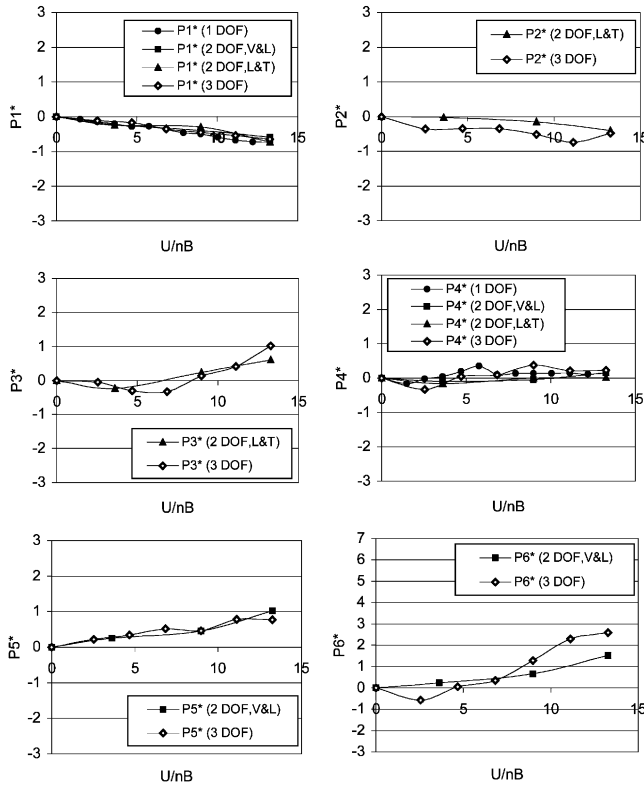 3
2
1
0
-1
-2
-3
0
5
10
15
P1*
U/nB
P1* (1 DOF)
P1* (2 DOF,V&L)
P1* (2 DOF,L&T)
P1* (3 DOF)
3
2
1
0
-1
-2
-3
0
5
10
15
P2*
U/nB
P2* (2 DOF,L&T)
P2* (3 DOF)
3
2
1
0
-1
-2
-3
0
5
10
15
P3*
U/nB
P3* (2 DOF,L&T)
P3* (3 DOF)
3
2
1
0
-1
-2
-3
0
5
10
15
P4*
U/nB
P4* (1 DOF)
P4* (2 DOF,V&L)
P4* (2 DOF,L&T)
P4* (3 DOF)
3
2
1
0
-1
-2
-3
0
5
10
15
P5*
U/nB
P5* (2 DOF,V&L)
P5* (3 DOF)
7
6
5
4
3
2
1
0
-1
-2
-3
0
5
10
15
P6*
U/nB
P6* (2 DOF,V&L)
P6* (3 DOF)